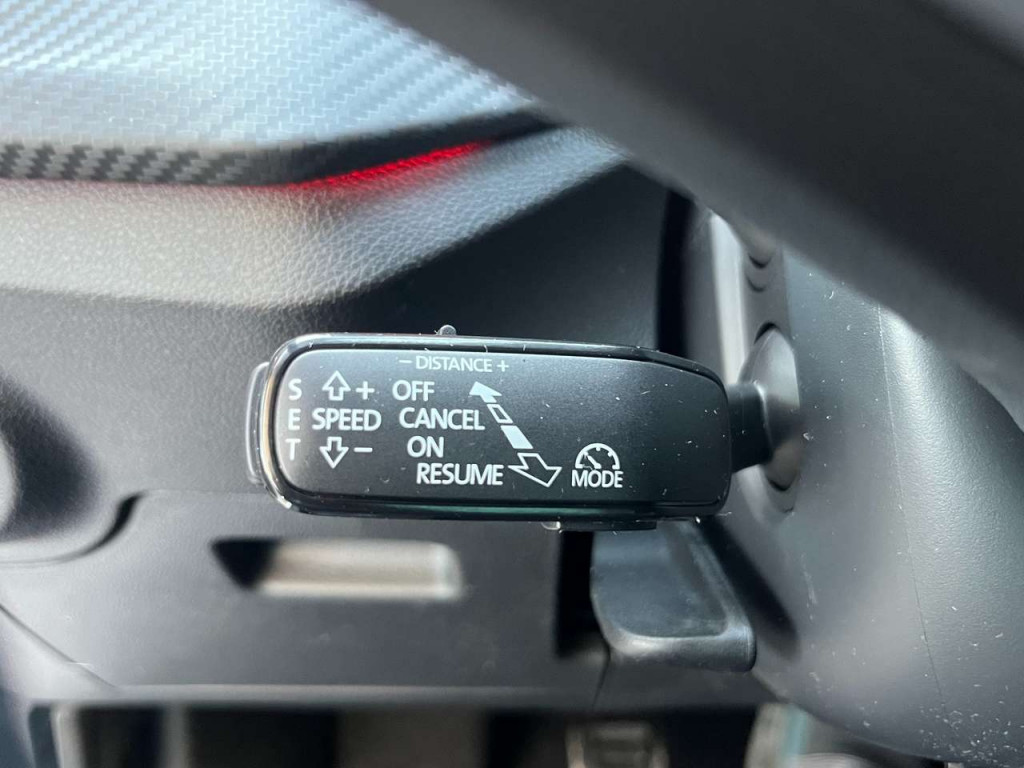 − DISTANCE +
S + OFF
E SPEED CANCEL
T − ON
RESUME
MODE